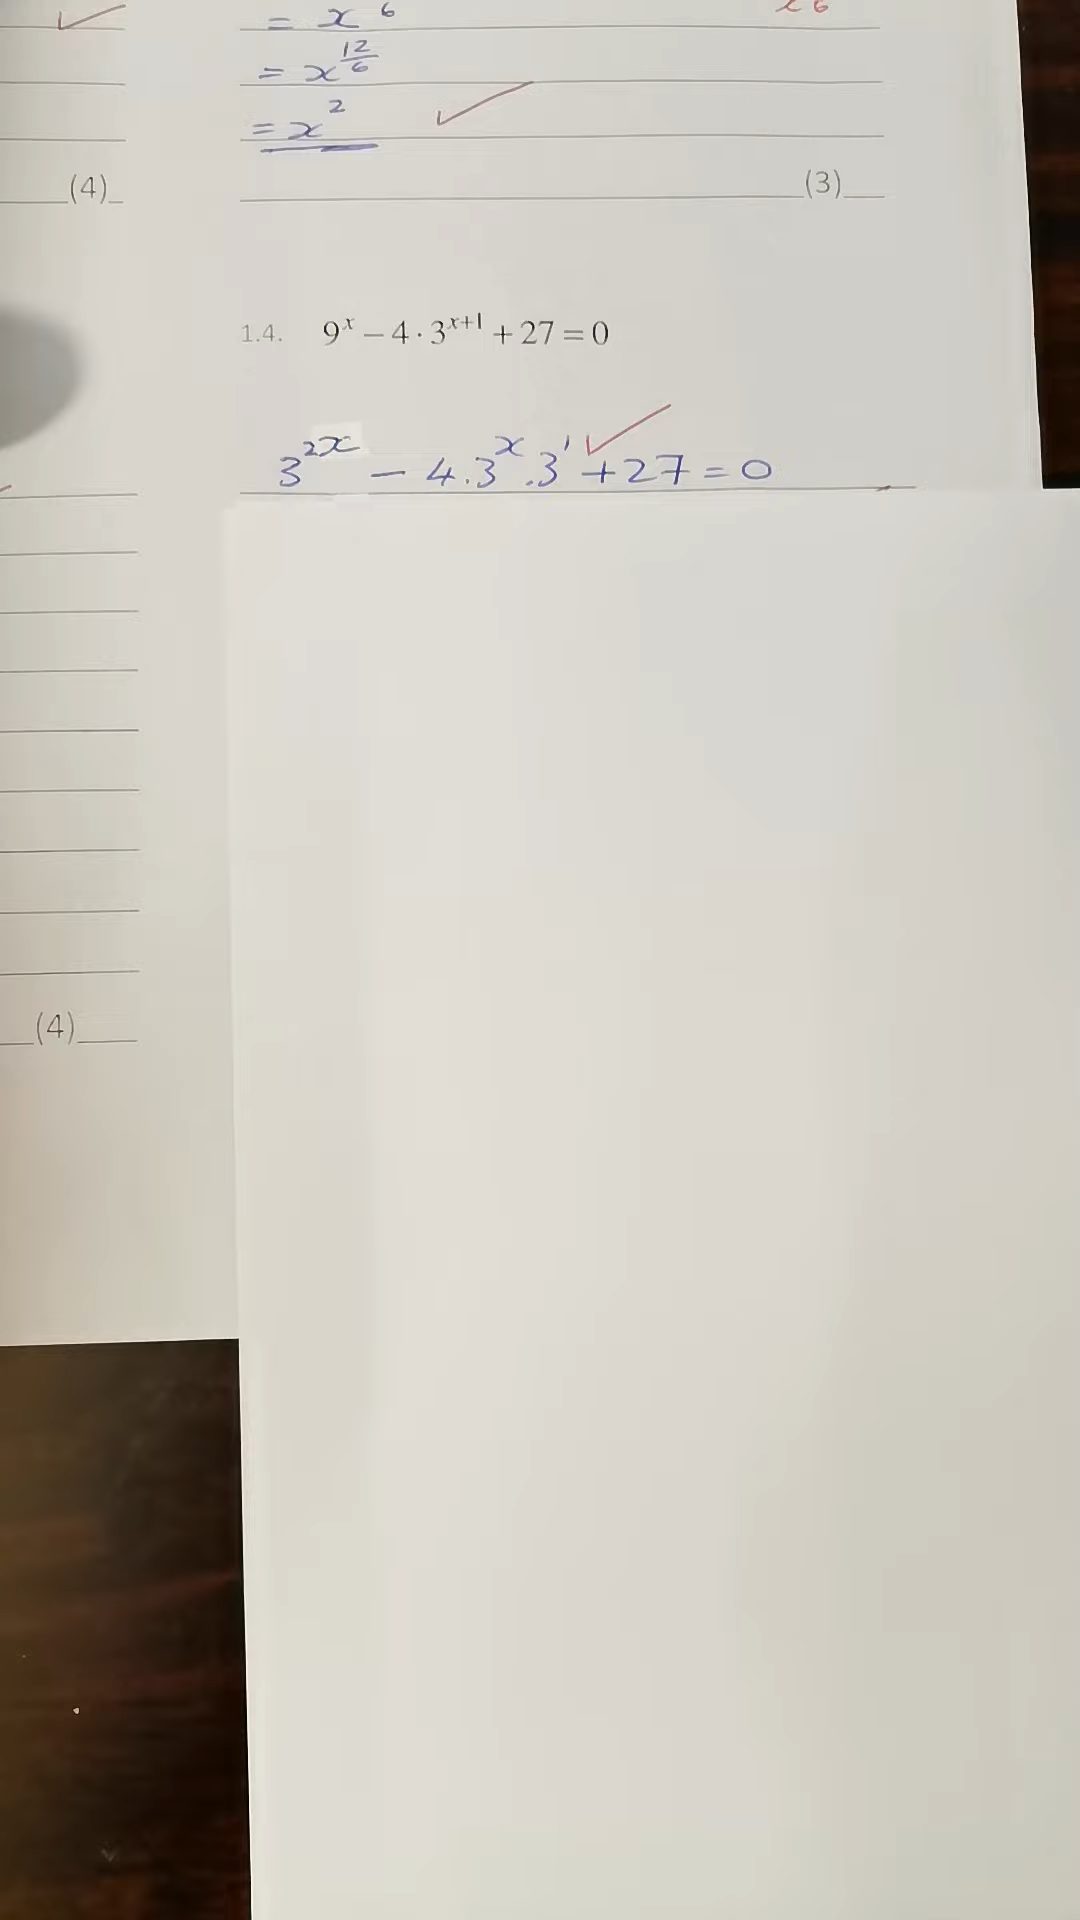 = x 6
x 6
= x^12/6
= x^2
(4)
(3)
1.4. 9^x – 4 · 3^x+1 + 27 = 0
3^2x – 4.3^x .3^1 + 27 = 0
(4)